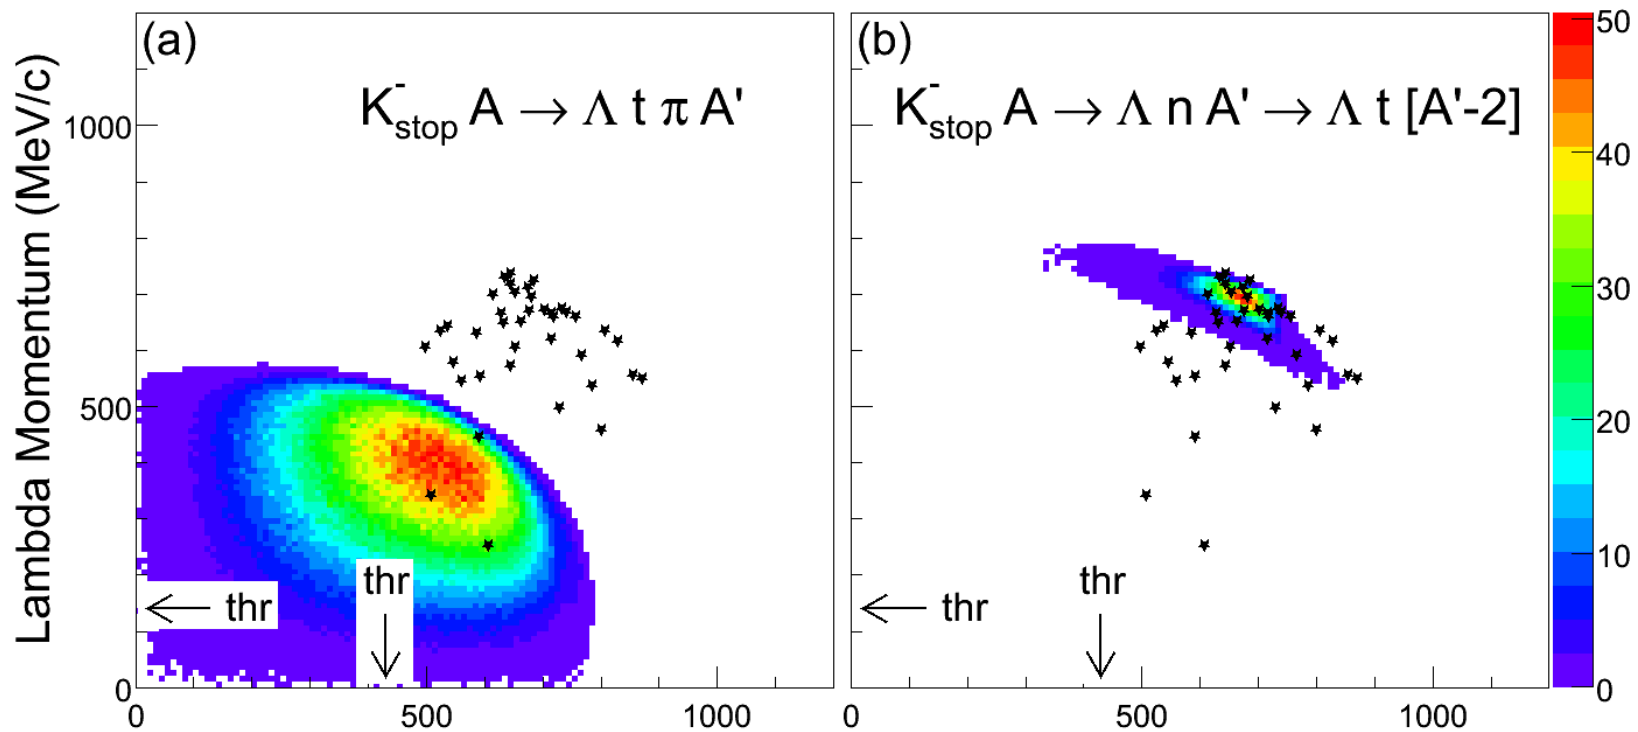 (a)
K⁻stop A → Λ t π A'
(b)
K⁻stop A → Λ n A' → Λ t [A'-2]
Lambda Momentum (MeV/c)
1000
500
0
thr
thr
thr
thr
0
500
1000
0
500
1000
50
40
30
20
10
0